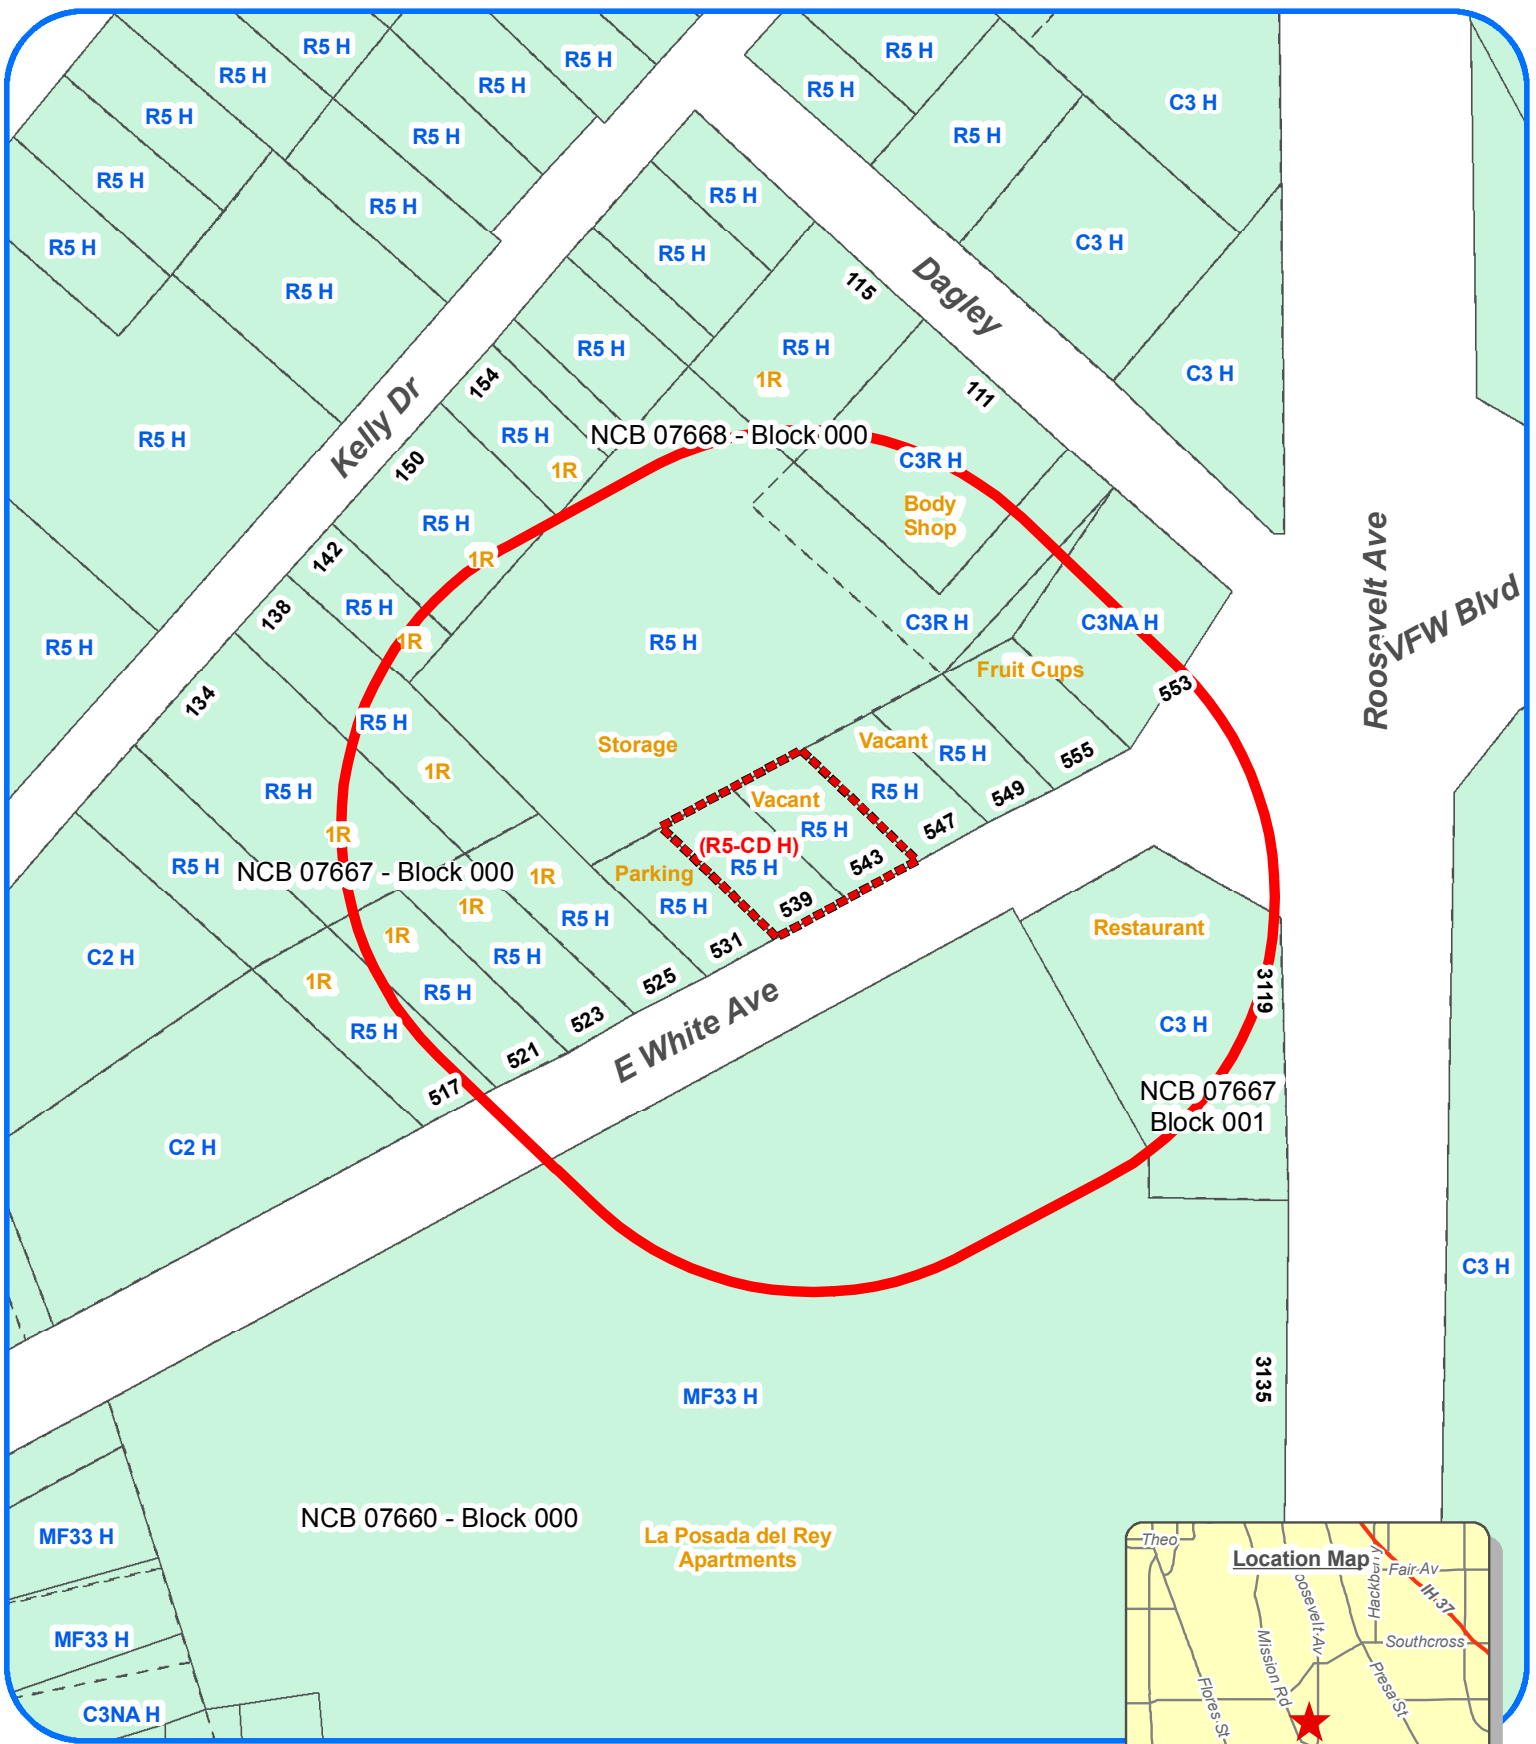 R5 H
R5 H
R5 H
R5 H
R5 H
R5 H
R5 H
C3 H
R5 H
R5 H
R5 H
R5 H
R5 H
R5 H
R5 H
R5 H
C3 H
R5 H
115
Dagley
R5 H
R5 H
R5 H
1R
154
111
C3 H
Kelly Dr
R5 H
R5 H
NCB 07668 - Block 000
150
1R
C3R H
Body
Shop
R5 H
142
1R
Roosevelt Ave
VFW Blvd
138
R5 H
1R
R5 H
R5 H
C3R H
C3NA H
Fruit Cups
553
134
R5 H
Storage
Vacant
R5 H
555
1R
R5 H
Vacant
R5 H
549
1R
R5 H
547
(R5-CD H)
R5 H
543
R5 H
NCB 07667 - Block 000
1R
Parking
R5 H
539
1R
R5 H
1R
531
Restaurant
C2 H
R5 H
1R
R5 H
525
3119
R5 H
523
E White Ave
C3 H
521
517
NCB 07667
Block 001
C2 H
C3 H
3135
MF33 H
NCB 07660 - Block 000
La Posada del Rey
Apartments
MF33 H
MF33 H
C3NA H
Location Map
Theo
Hackberry
Fair Av
IH 37
oosevelt Av
Southcross
Mission Rd
Presa St
Flores St